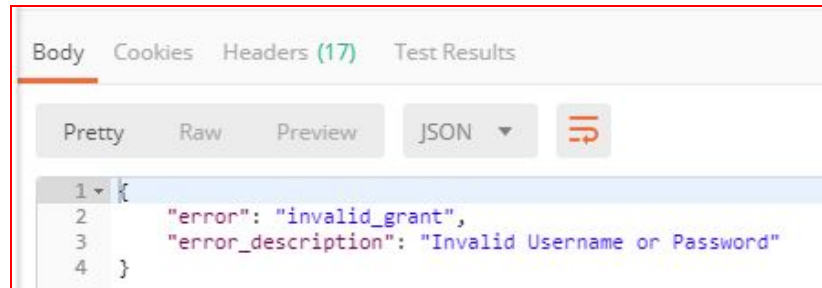 Body Cookies Headers (17) Test Results
Pretty Raw Preview JSON
1 {
2 "error": "invalid_grant",
3 "error_description": "Invalid Username or Password"
4 }